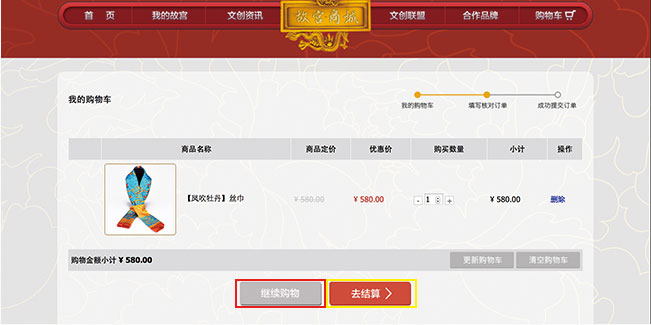 首 页 我的故宫 文创资讯 故宫商城 文创联盟 合作品牌 购物车
我的购物车
我的购物车 填写核对订单 成功提交订单
商品名称 商品定价 优惠价 购买数量 小计 操作
【凤吹牡丹】丝巾 ¥ 580.00 ¥ 580.00 - 1 + ¥ 580.00 删除
购物金额小计 ¥ 580.00 更新购物车 清空购物车
继续购物 去结算